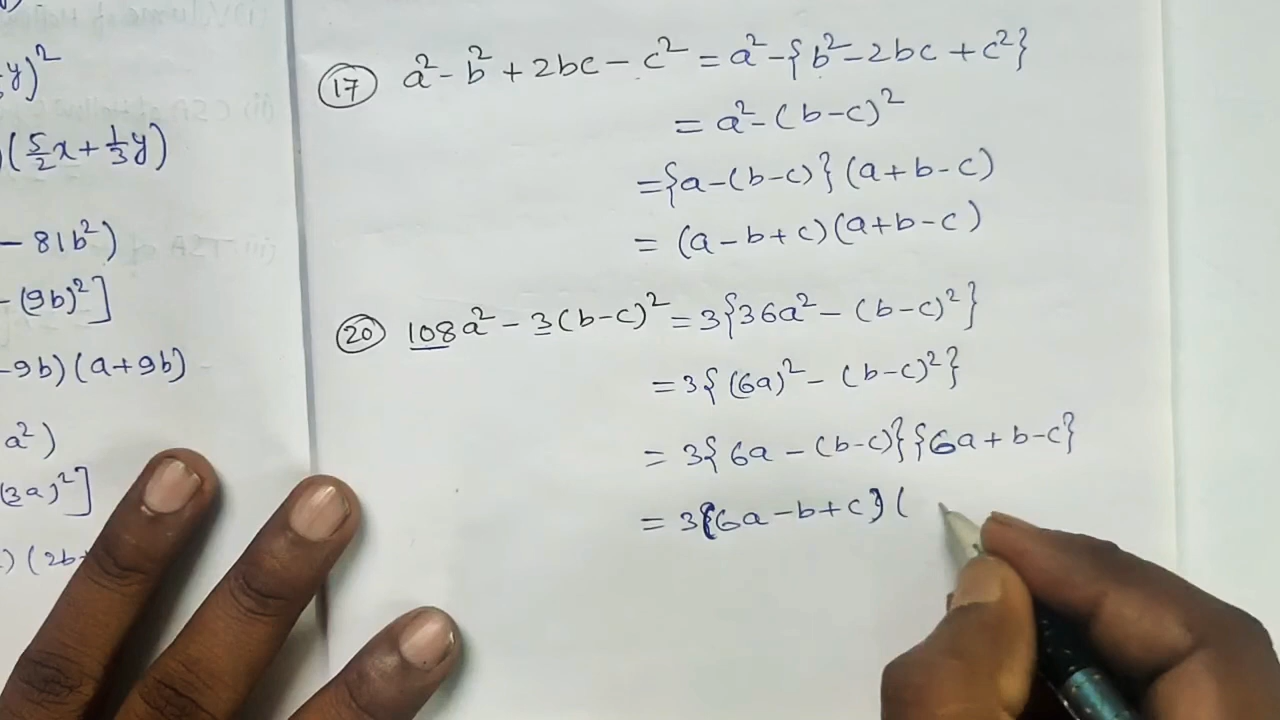 y)²
(5/2x + 1/3y)
- 81b²)
- (9b)²]
-9b) (a+9b)
a²)
(3a)²]
) (2b+
(17) a² - b² + 2bc - c² = a² - {b² - 2bc + c²}
= a² - (b-c)²
= {a-(b-c)} (a+b-c)
= (a-b+c)(a+b-c)
(20) 108a² - 3(b-c)² = 3{36a² - (b-c)²}
= 3{(6a)² - (b-c)²}
= 3{6a - (b-c)}{6a+b-c}
= 3(6a-b+c) (